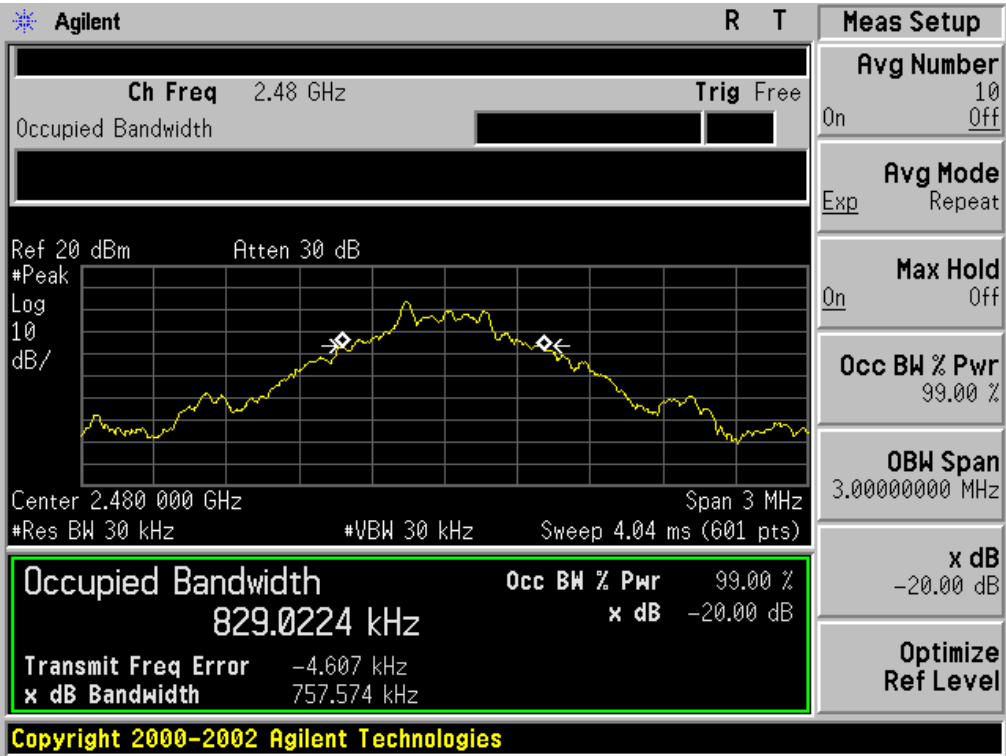 Agilent R T Meas Setup
Avg Number
10
On Off
Ch Freq 2.48 GHz Trig Free
Occupied Bandwidth
Avg Mode
Exp Repeat
Ref 20 dBm Atten 30 dB
#Peak
Log
10
dB/
Max Hold
On Off
Occ BW % Pwr
99.00 %
OBW Span
3.00000000 MHz
Center 2.480 000 GHz Span 3 MHz
#Res BW 30 kHz #VBW 30 kHz Sweep 4.04 ms (601 pts)
x dB
-20.00 dB
Occupied Bandwidth Occ BW % Pwr 99.00 %
829.0224 kHz x dB -20.00 dB
Transmit Freq Error -4.607 kHz
x dB Bandwidth 757.574 kHz
Optimize
Ref Level
Copyright 2000-2002 Agilent Technologies